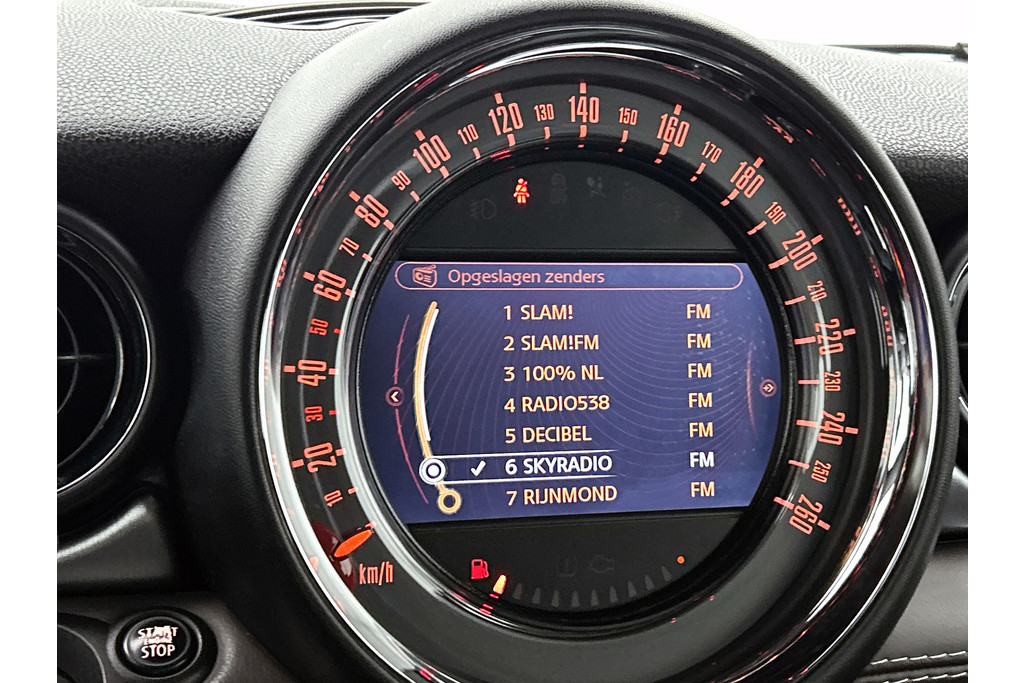 10 20 30 40 50 60 70 80 90 100 110 120 130 140 150 160 170 180 190 200 210 220 230 240 250 260
km/h
Opgeslagen zenders
1 SLAM! FM
2 SLAM!FM FM
3 100% NL FM
4 RADIO538 FM
5 DECIBEL FM
6 SKYRADIO FM
7 RIJNMOND FM
START
ENGINE
STOP